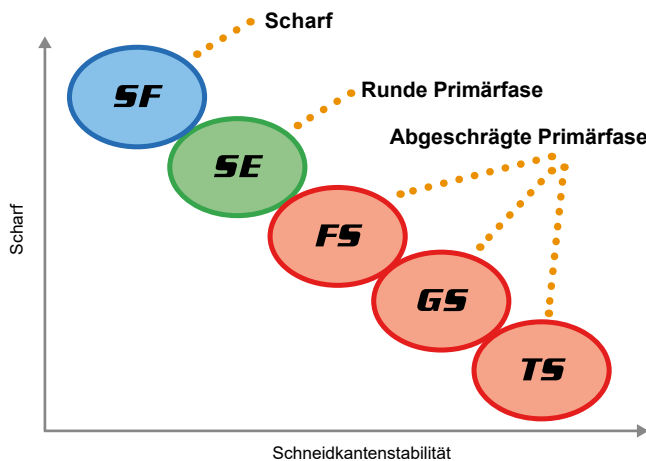 Scharf
SF
Runde Primärfase
SE
Abgeschrägte Primärfase
FS
GS
TS
Scharf
Schneidkantenstabilität